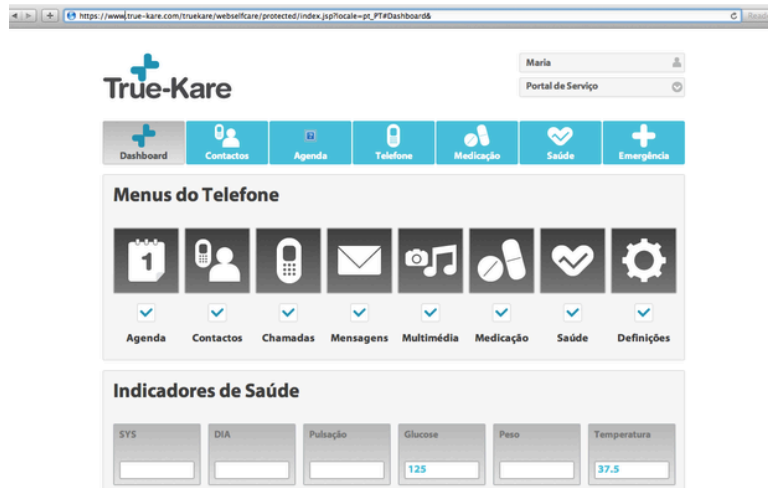 https://www.true-kare.com/truekare/webselfcare/protected/index.jsp?locale=pt_PT#Dashboard&
True-Kare
Maria
Portal de Serviço
Dashboard Contactos Agenda Telefone Medicação Saúde Emergência
Menus do Telefone
1
Agenda Contactos Chamadas Mensagens Multimédia Medicação Saúde Definições
Indicadores de Saúde
SYS DIA Pulsação Glucose Peso Temperatura
125 37.5